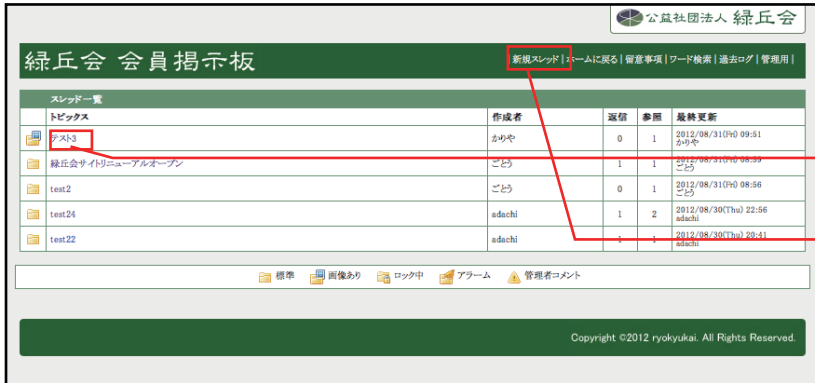 公益社団法人 緑丘会
緑丘会 会員掲示板
新規スレッド | ホームに戻る | 留意事項 | ワード検索 | 過去ログ | 管理用 |
スレッド一覧
トピックス 作成者 返信 参照 最終更新
テスト3 かりや 0 1 2012/08/31(Fri) 09:51
かりや
緑丘会サイトリニューアルオープン ごとう 1 1 2012/08/31(Fri) 08:59
ごとう
test2 ごとう 0 1 2012/08/31(Fri) 08:56
ごとう
test24 adachi 1 2 2012/08/30(Thu) 22:56
adachi
test22 adachi 1 1 2012/08/30(Thu) 20:41
adachi
標準 画像あり ロック中 アラーム 管理者コメント
Copyright ©2012 ryokyukai. All Rights Reserved.